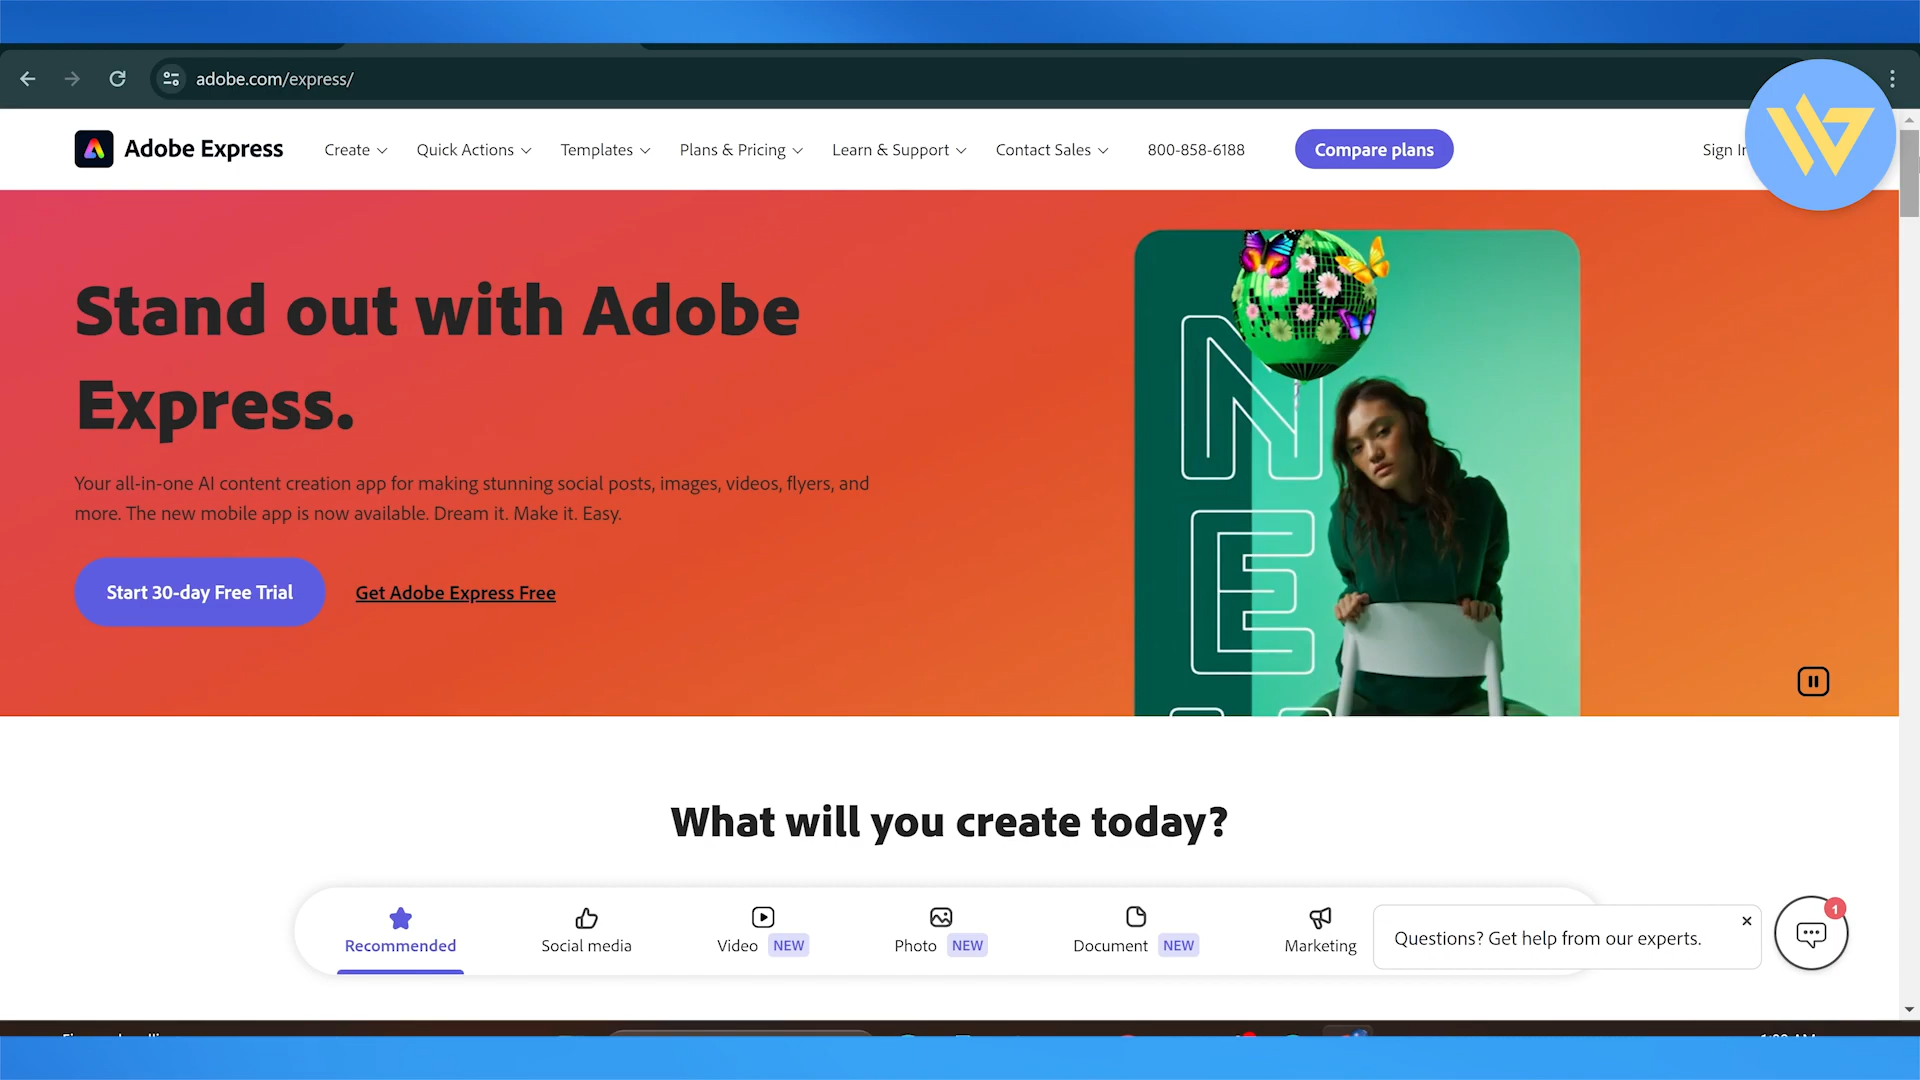 adobe.com/express/
Adobe Express Create Quick Actions Templates Plans & Pricing Learn & Support Contact Sales 800-858-6188 Compare plans Sign In
Stand out with Adobe
Express.
Your all-in-one AI content creation app for making stunning social posts, images, videos, flyers, and
more. The new mobile app is now available. Dream it. Make it. Easy.
Start 30-day Free Trial Get Adobe Express Free
N
E
What will you create today?
Recommended Social media Video NEW Photo NEW Document NEW Marketing
Questions? Get help from our experts.
1